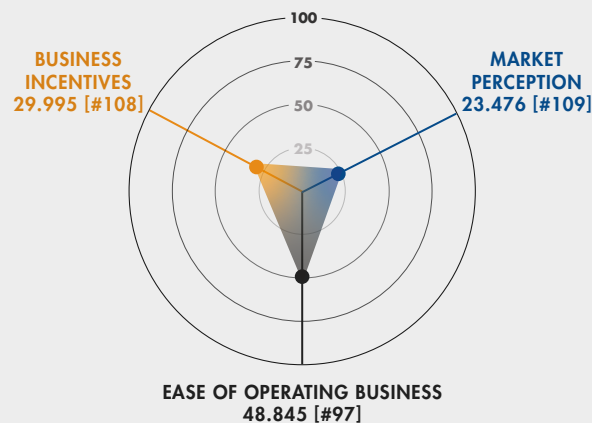 100
75
50
25
BUSINESS
INCENTIVES
29.995 [#108]
MARKET
PERCEPTION
23.476 [#109]
EASE OF OPERATING BUSINESS
48.845 [#97]